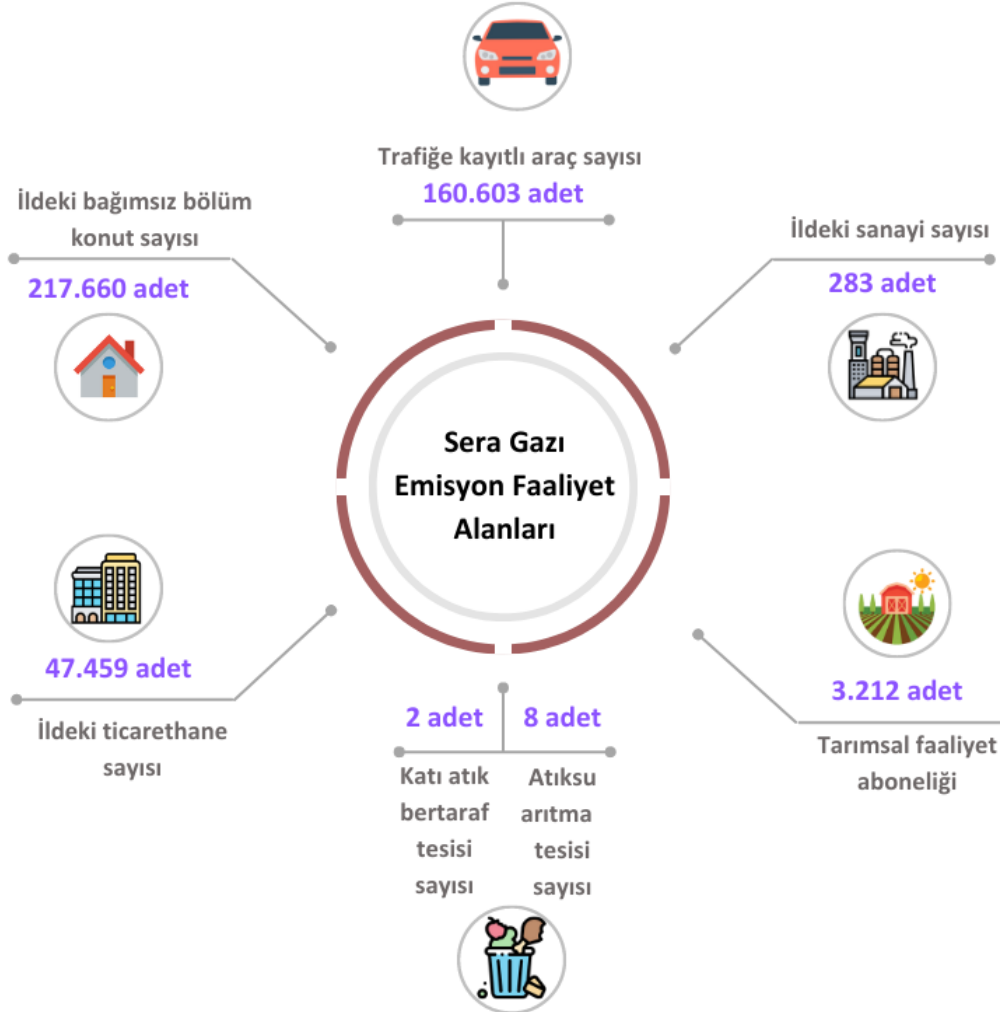 Trafiğe kayıtlı araç sayısı
160.603 adet
İldeki bağımsız bölüm
konut sayısı
217.660 adet
İldeki sanayi sayısı
283 adet
Sera Gazı
Emisyon Faaliyet
Alanları
47.459 adet
İldeki ticarethane
sayısı
3.212 adet
Tarımsal faaliyet
aboneliği
2 adet
Katı atık
bertaraf
tesisi
sayısı
8 adet
Atıksu
arıtma
tesisi
sayısı